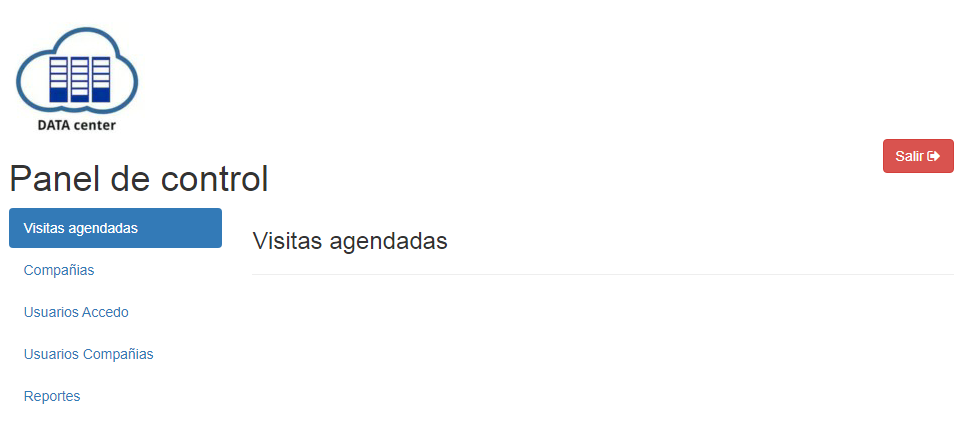 DATA center
Salir
Panel de control
Visitas agendadas
Visitas agendadas
Compañias
Usuarios Accedo
Usuarios Compañias
Reportes